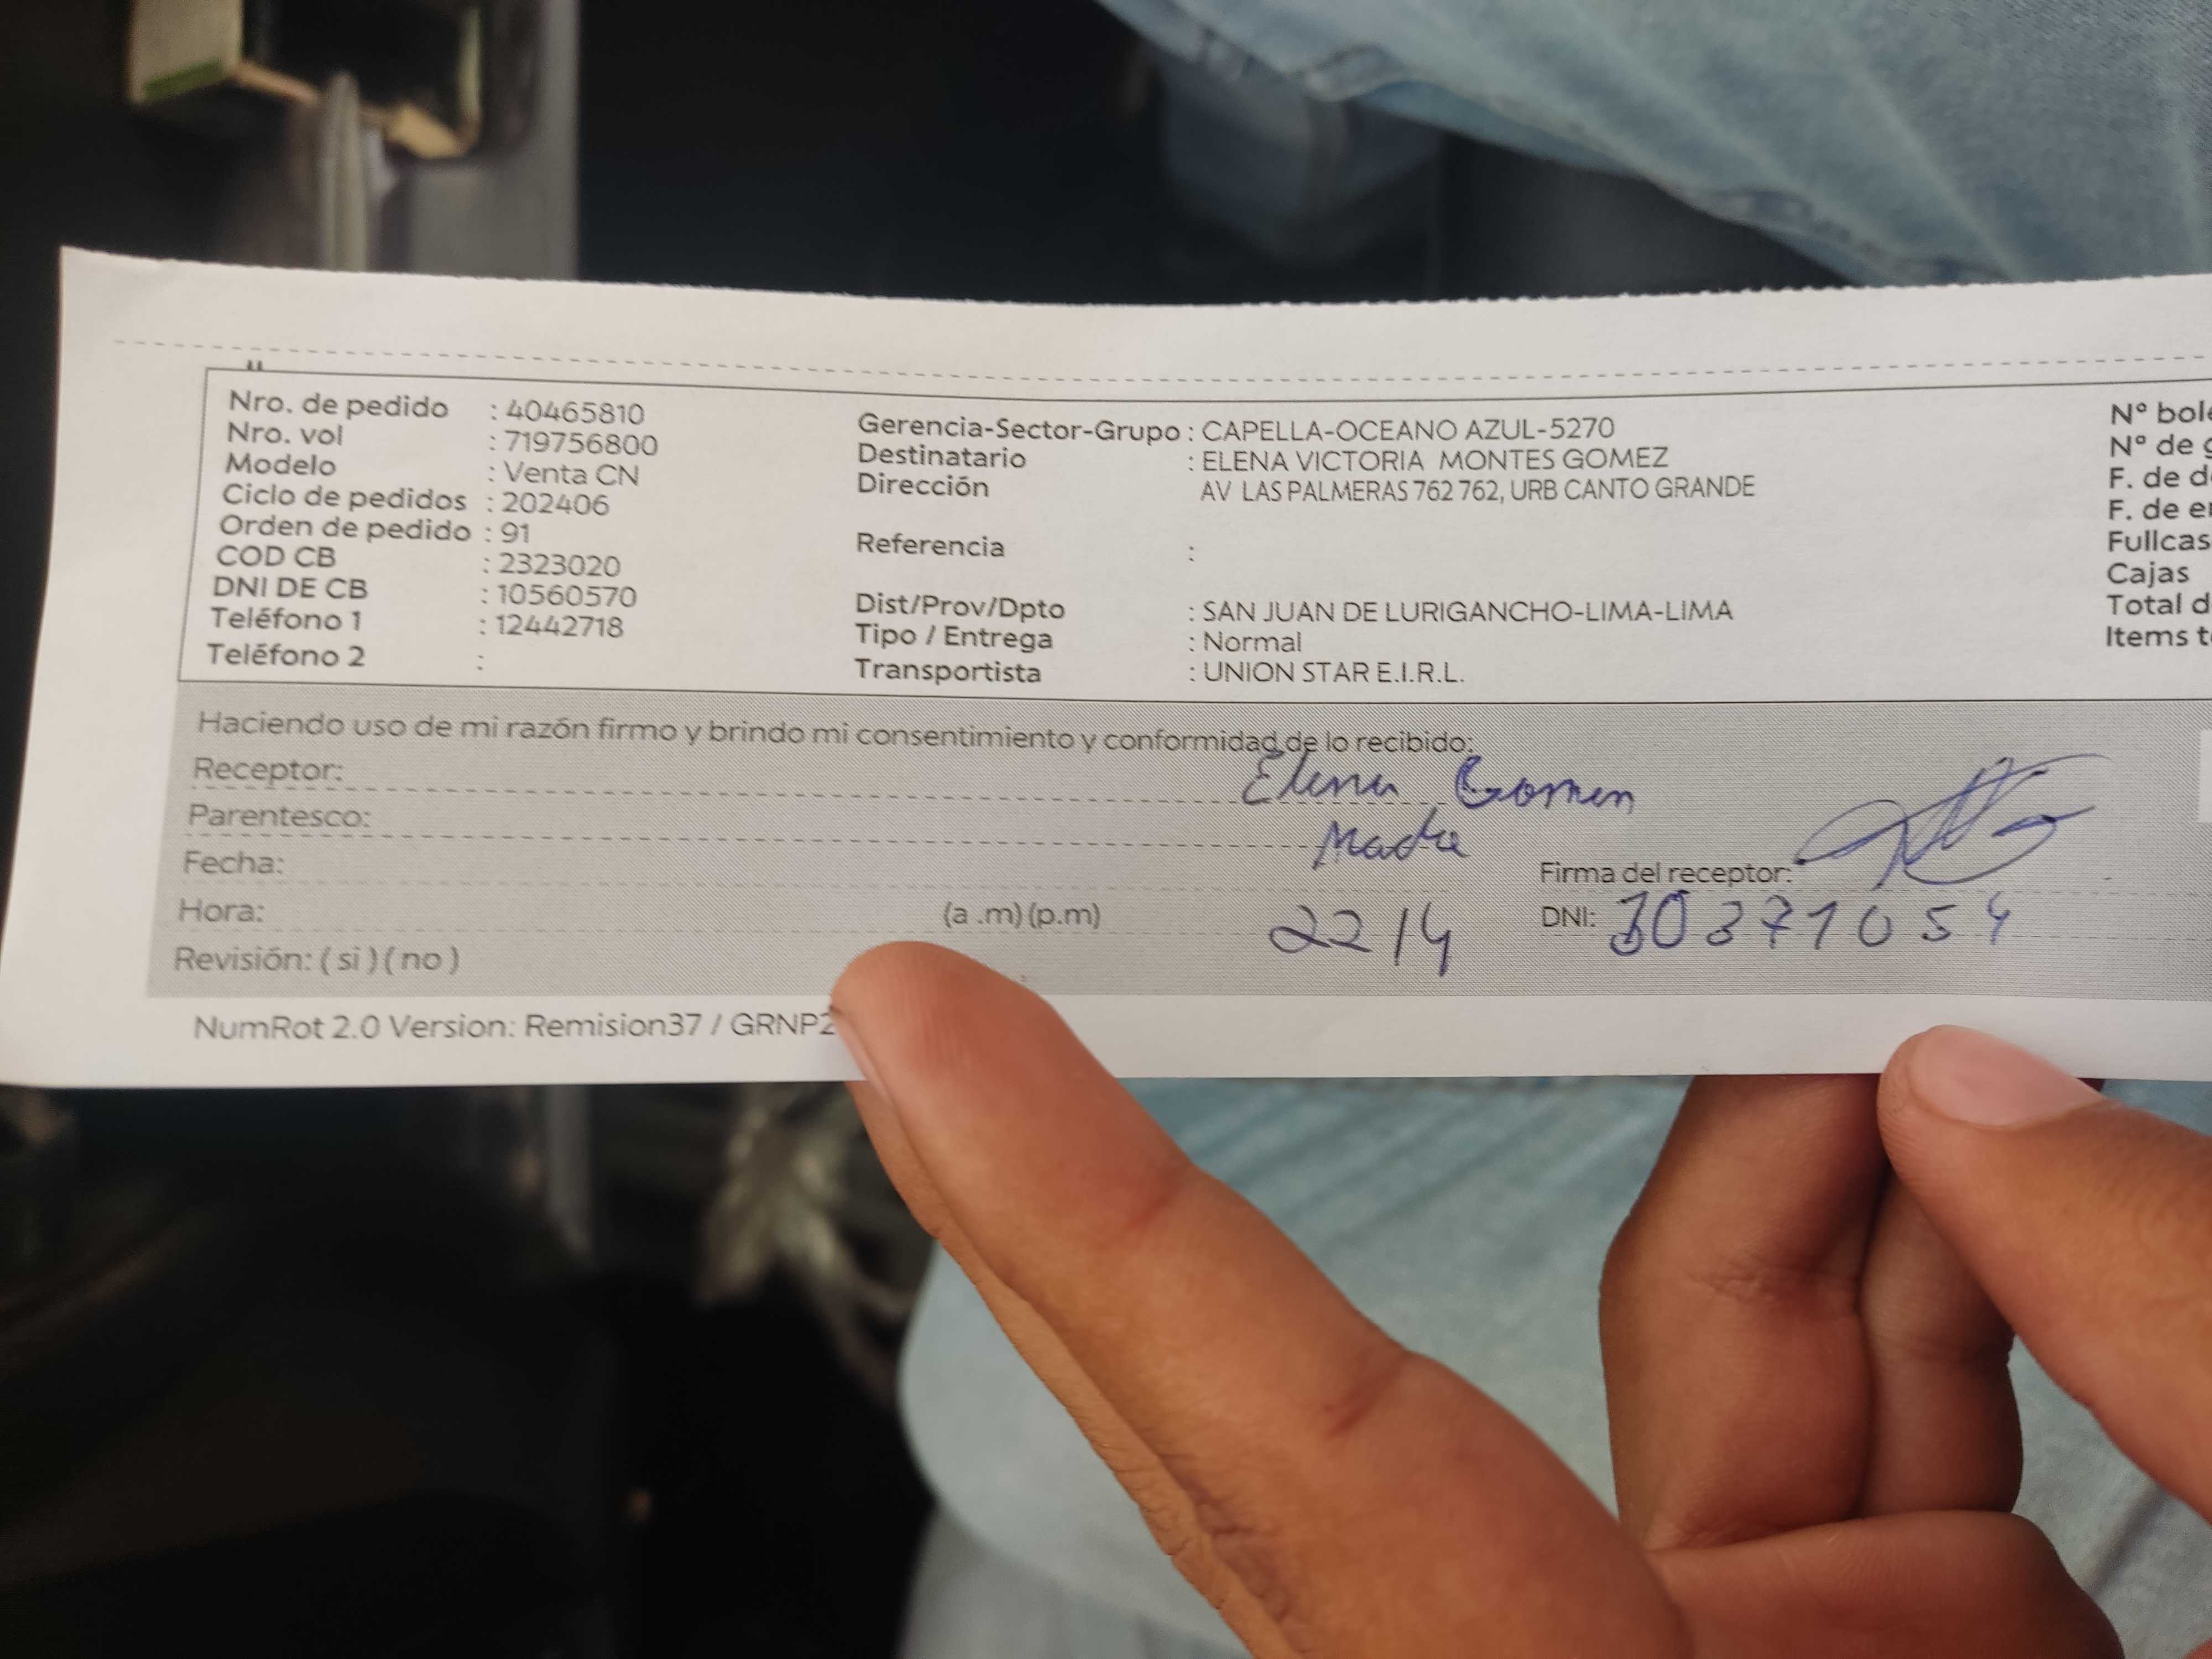 Nro. de pedido : 40465810
Nro. vol : 719756800
Modelo : Venta CN
Ciclo de pedidos : 202406
Orden de pedido : 91
COD CB : 2323020
DNI DE CB : 10560570
Teléfono 1 : 12442718
Teléfono 2 :
Gerencia-Sector-Grupo : CAPELLA-OCEANO AZUL-5270
Destinatario : ELENA VICTORIA MONTES GOMEZ
Dirección AV LAS PALMERAS 762 762, URB CANTO GRANDE
Referencia :
Dist/Prov/Dpto : SAN JUAN DE LURIGANCHO-LIMA-LIMA
Tipo / Entrega : Normal
Transportista : UNION STAR E.I.R.L.
Nº
Nº de
F. de
F. de
Cajas
Total
Items
Haciendo uso de mi razón firmo y brindo mi consentimiento y conformidad de lo recibido:
Receptor: Elena
Parentesco: Madre
Fecha:
Firma del receptor:
Hora: (a .m) (p.m) 22/4 DNI:
Revisión: ( si ) ( no )
NumRot 2.0 Version: Remision37 /